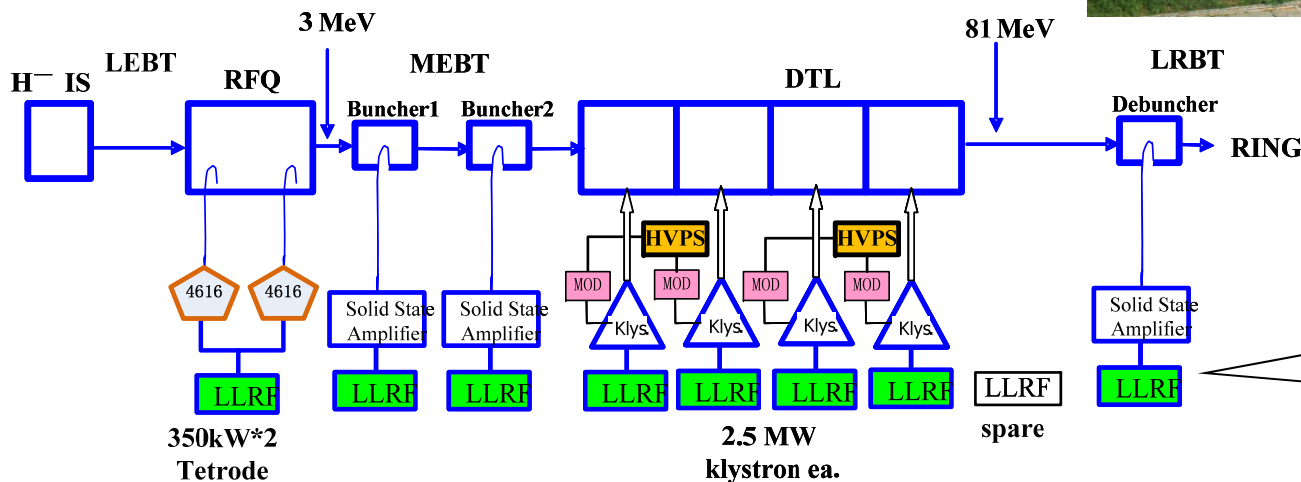 3 MeV
81 MeV
LEBT
MEBT
LRBT
H— IS
RFQ
DTL
Buncher1
Buncher2
Debuncher
RING
HVPS
HVPS
MOD
MOD
MOD
MOD
4616
4616
Solid State
Amplifier
Solid State
Amplifier
Solid State
Amplifier
Klys.
Klys.
Klys.
Klys.
LLRF
LLRF
LLRF
LLRF
LLRF
LLRF
LLRF
LLRF
LLRF
spare
350kW*2
Tetrode
2.5 MW
klystron ea.